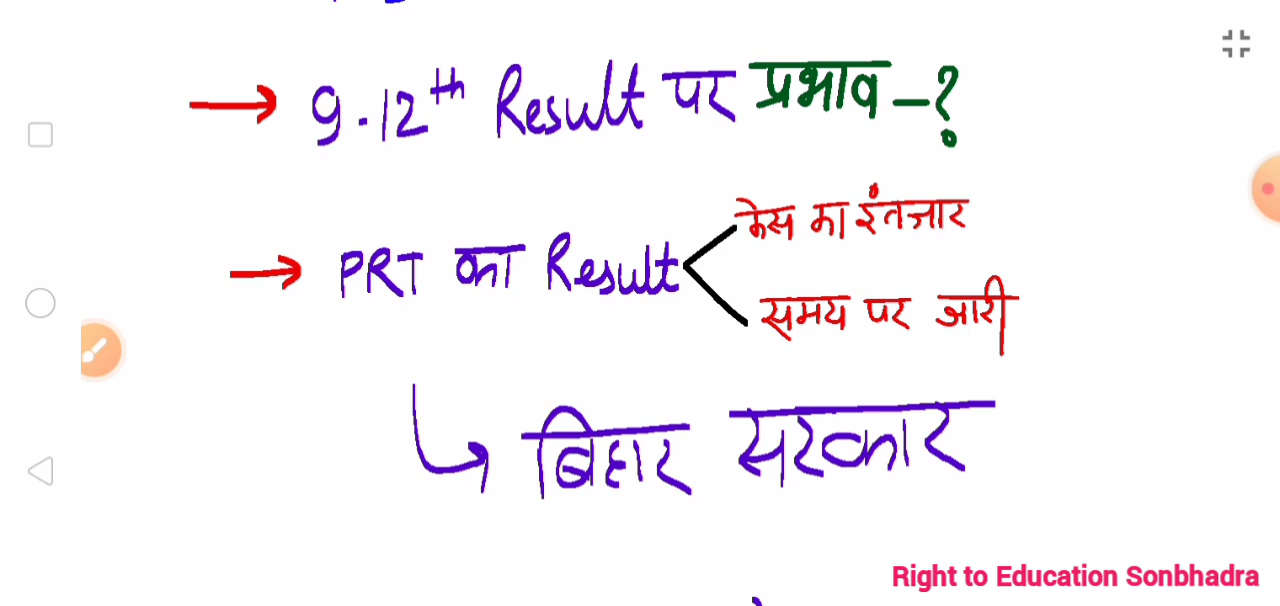 → 9-12th Result पर प्रभाव -?
केस का इंतजार
→ PRT का Result
समय पर जारी
बिहार सरकार
Right to Education Sonbhadra